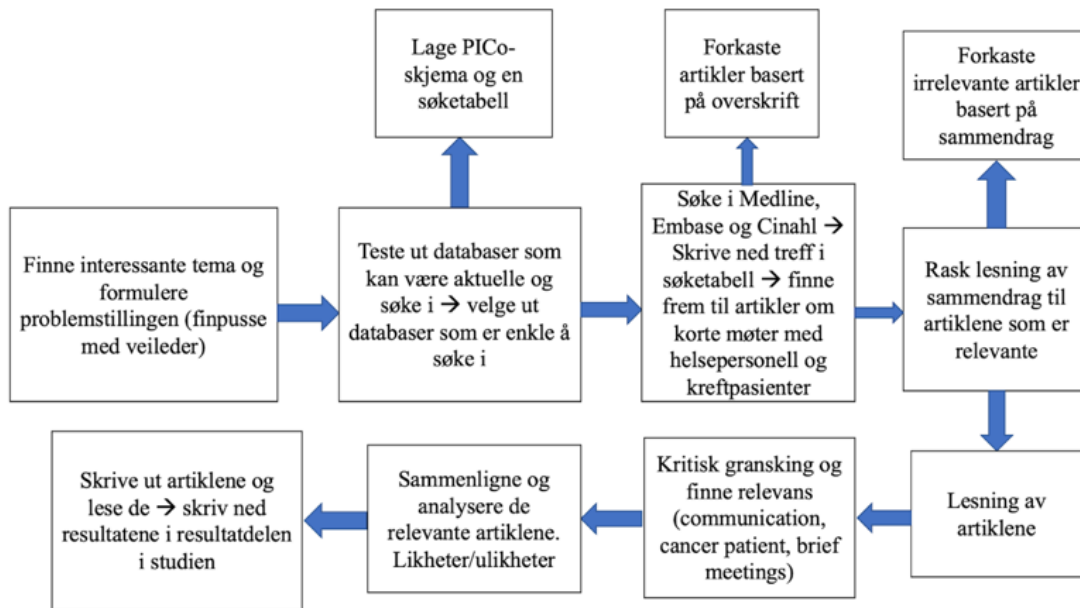 Lage PICo-
skjema og en
søketabell
Forkaste
artikler basert
på overskrift
Forkaste
irrelevante artikler
basert på
sammendrag
Finne interessante tema og
formulere
problemstillingen (finpusse
med veileder)
Teste ut databaser som
kan være aktuelle og
søke i → velge ut
databaser som er enkle å
søke i
Søke i Medline,
Embase og Cinahl →
Skrive ned treff i
søketabell → finne
frem til artikler om
korte møter med
helsepersonell og
kreftpasienter
Rask lesning av
sammendrag til
artiklene som er
relevante
Lesning av
artiklene
Kritisk gransking og
finne relevans
(communication,
cancer patient, brief
meetings)
Sammenligne og
analysere de
relevante artiklene.
Likheter/ulikheter
Skrive ut artiklene og
lese de → skriv ned
resultatene i resultatdelen
i studien